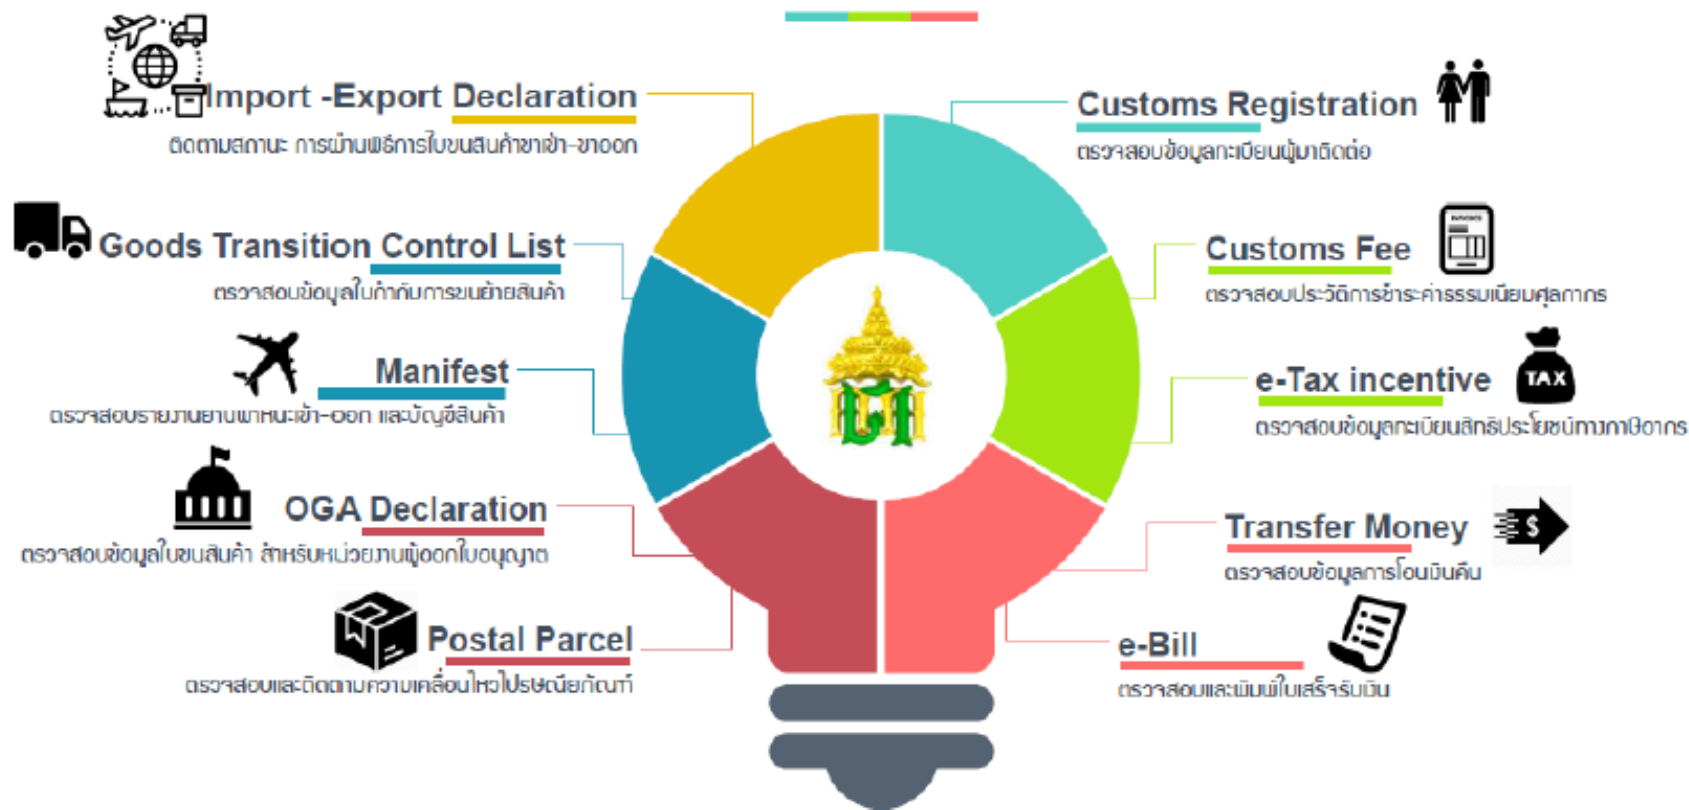 Import -Export Declaration
ติดตามสถานะ การผ่านพิธีการใบขนสินค้าขาเข้า-ขาออก
Goods Transition Control List
ตรวจสอบข้อมูลใบกำกับการขนย้ายสินค้า
Manifest
ตรวจสอบรายงานยานพาหนะเข้า-ออก และบัญชีสินค้า
OGA Declaration
ตรวจสอบข้อมูลใบขนสินค้า สำหรับหน่วยงานผู้ออกใบอนุญาต
Postal Parcel
ตรวจสอบและติดตามความเคลื่อนไหวไปรษณียภัณฑ์
Customs Registration
ตรวจสอบข้อมูลทะเบียนผู้มาติดต่อ
INVOICE
Customs Fee
ตรวจสอบประวัติการชำระค่าธรรมเนียมศุลกากร
e-Tax incentive
TAX
ตรวจสอบข้อมูลทะเบียนสิทธิประโยชน์ทางภาษีอากร
Transfer Money
$
ตรวจสอบข้อมูลการโอนเงินคืน
e-Bill
ตรวจสอบและพิมพ์ใบเสร็จรับเงิน